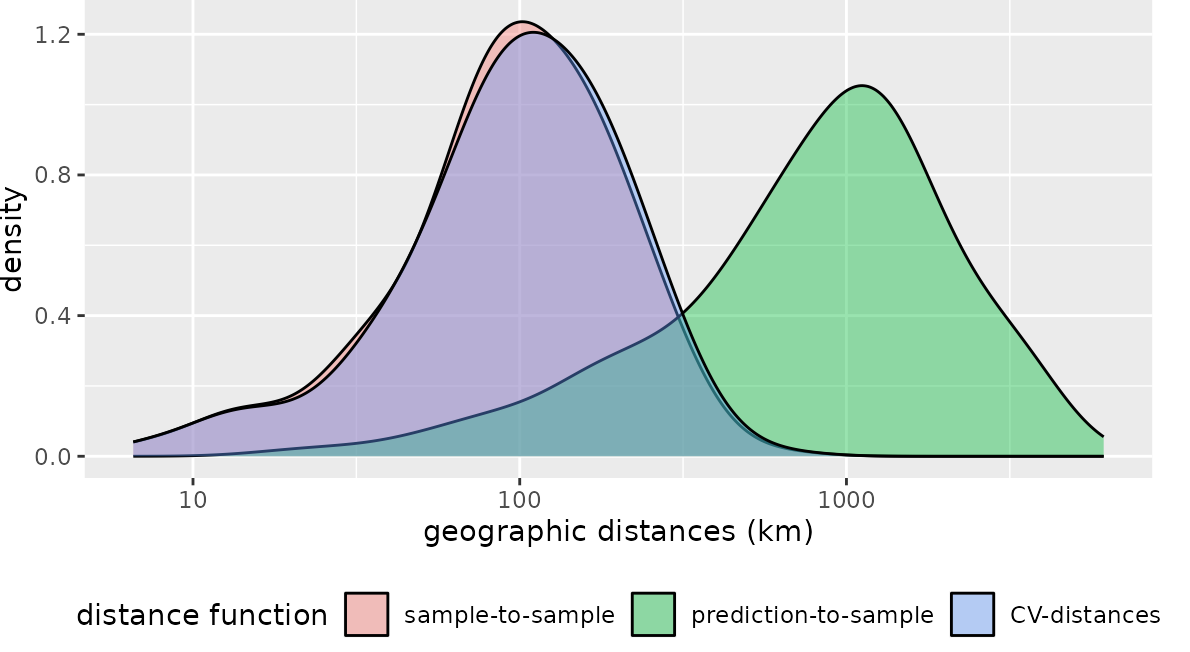 1.2
0.8
0.4
0.0
density
10 100 1000
geographic distances (km)
distance function sample-to-sample prediction-to-sample CV-distances